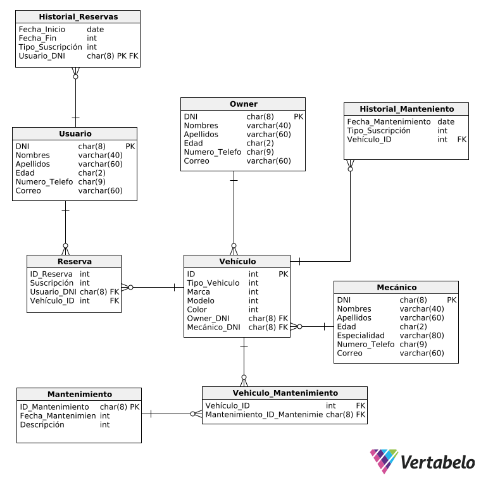 Historial_Reservas
Fecha_Inicio date
Fecha_Fin int
Tipo_Suscripción int
Usuario_DNI char(8) PK FK
Owner
DNI char(8) PK
Nombres varchar(40)
Apellidos varchar(60)
Edad char(2)
Numero_Telefo char(9)
Correo varchar(60)
Historial_Manteniento
Fecha_Mantenimiento date
Tipo_Suscripción int
Vehículo_ID int FK
Usuario
DNI char(8) PK
Nombres varchar(40)
Apellidos varchar(60)
Edad char(2)
Numero_Telefo char(9)
Correo varchar(60)
Reserva
ID_Reserva int
Suscripción int
Usuario_DNI char(8) FK
Vehículo_ID int FK
Vehículo
ID int PK
Tipo_Vehículo int
Marca int
Modelo int
Color int
Owner_DNI char(8) FK
Mecánico_DNI char(8) FK
Mecánico
DNI char(8) PK
Nombres varchar(40)
Apellidos varchar(60)
Edad char(2)
Especialidad varchar(80)
Numero_Telefo char(9)
Correo varchar(60)
Mantenimiento
ID_Mantenimiento char(8) PK
Fecha_Mantenimien int
Descripción int
Vehículo_Mantenimiento
Vehículo_ID int FK
Mantenimiento_ID_Mantenimie char(8) FK
Vertabelo